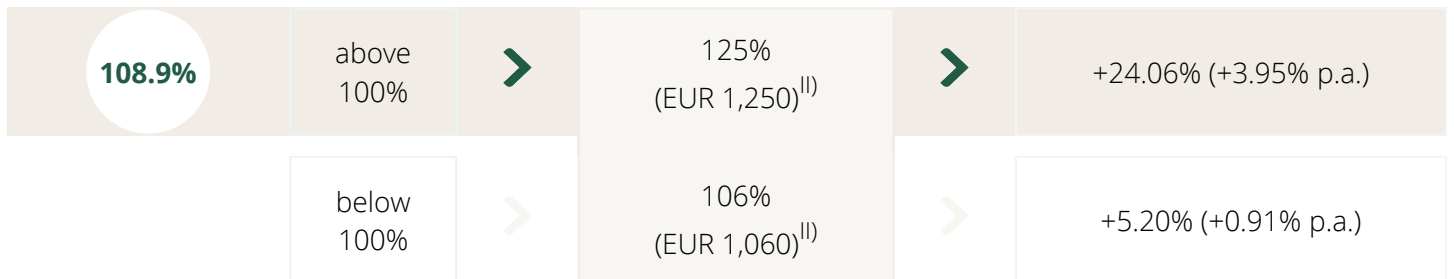 108.9%
above
100%
125%
(EUR 1,250)II)
+24.06% (+3.95% p.a.)
below
100%
106%
(EUR 1,060)II)
+5.20% (+0.91% p.a.)